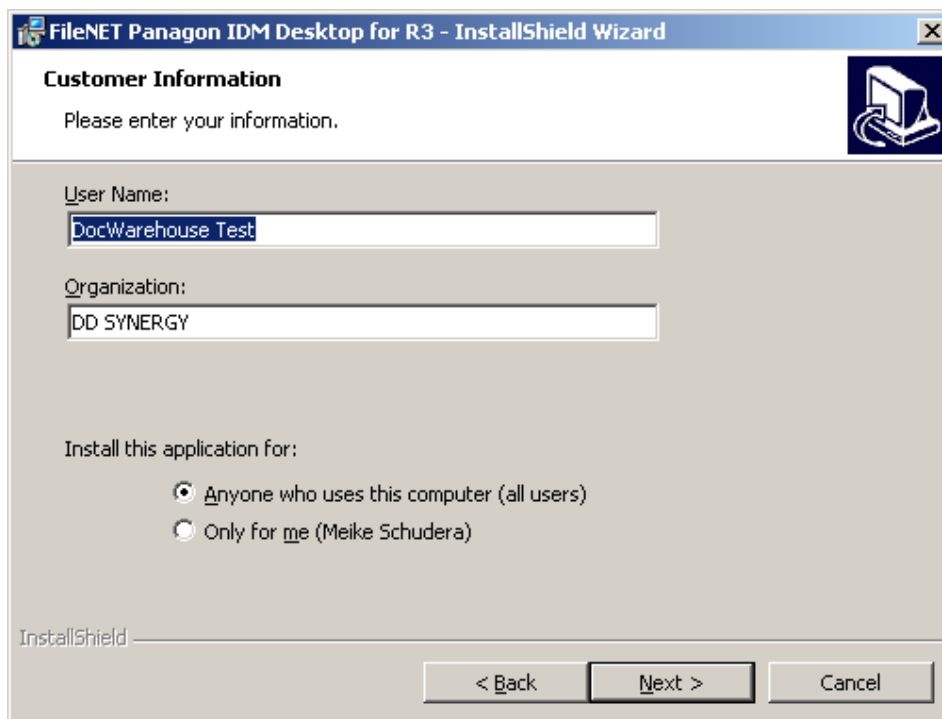 FileNET Panagon IDM Desktop for R3 - InstallShield Wizard
Customer Information
Please enter your information.
User Name:
DocWarehouse Test
Organization:
DD SYNERGY
Install this application for:
Anyone who uses this computer (all users)
Only for me (Meike Schudera)
InstallShield
< Back Next > Cancel